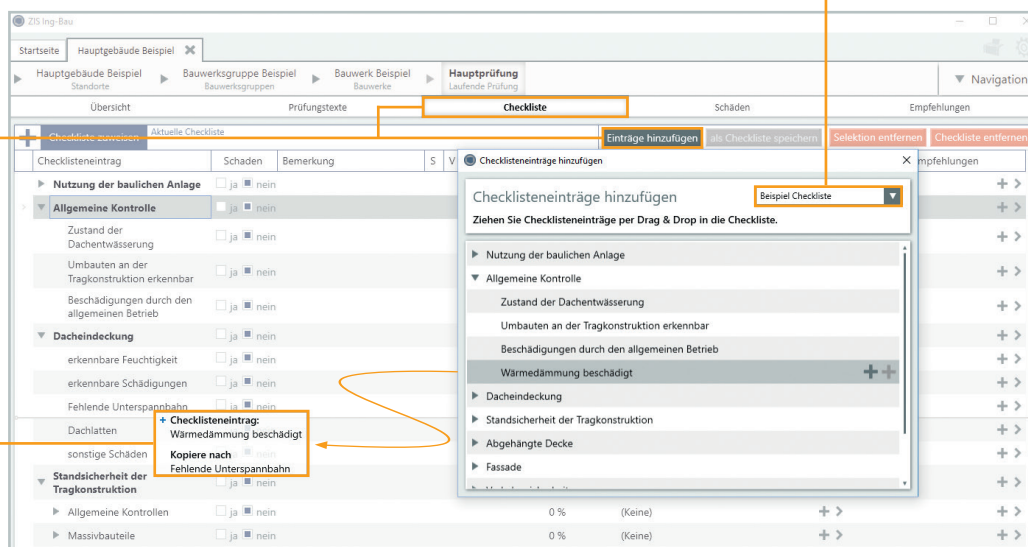 ZIS Ing-Bau
Startseite
Hauptgebäude Beispiel
Hauptgebäude Beispiel
Standorte
Bauwerksgruppe Beispiel
Bauwerksgruppen
Bauwerk Beispiel
Bauwerke
Hauptprüfung
Laufende Prüfung
Navigation
Übersicht
Prüfungstexte
Checkliste
Schäden
Empfehlungen
Checkliste zuweisen
Aktuelle Checkliste
Einträge hinzufügen
als Checkliste speichern
Selektion entfernen
Checkliste entfernen
Checklisteneintrag
Schaden
Bemerkung
S
V
mpfehlungen
Nutzung der baulichen Anlage
ja nein
Allgemeine Kontrolle
ja nein
Zustand der
Dachentwässerung
ja nein
Umbauten an der
Tragkonstruktion erkennbar
ja nein
Beschädigungen durch den
allgemeinen Betrieb
ja nein
Dacheindeckung
ja nein
erkennbare Feuchtigkeit
ja nein
erkennbare Schädigungen
ja nein
Fehlende Unterspannbahn
ja nein
Dachlatten
sonstige Schäden
Standsicherheit der
Tragkonstruktion
ja nein
Allgemeine Kontrollen
ja nein
0 %
(Keine)
Massivbauteile
ja nein
0 %
(Keine)
+ Checklisteneintrag:
Wärmedämmung beschädigt
Kopiere nach
Fehlende Unterspannbahn
Checklisteneinträge hinzufügen
Checklisteneinträge hinzufügen
Beispiel Checkliste
Ziehen Sie Checklisteneinträge per Drag & Drop in die Checkliste.
Nutzung der baulichen Anlage
Allgemeine Kontrolle
Zustand der Dachentwässerung
Umbauten an der Tragkonstruktion erkennbar
Beschädigungen durch den allgemeinen Betrieb
Wärmedämmung beschädigt
Dacheindeckung
Standsicherheit der Tragkonstruktion
Abgehängte Decke
Fassade